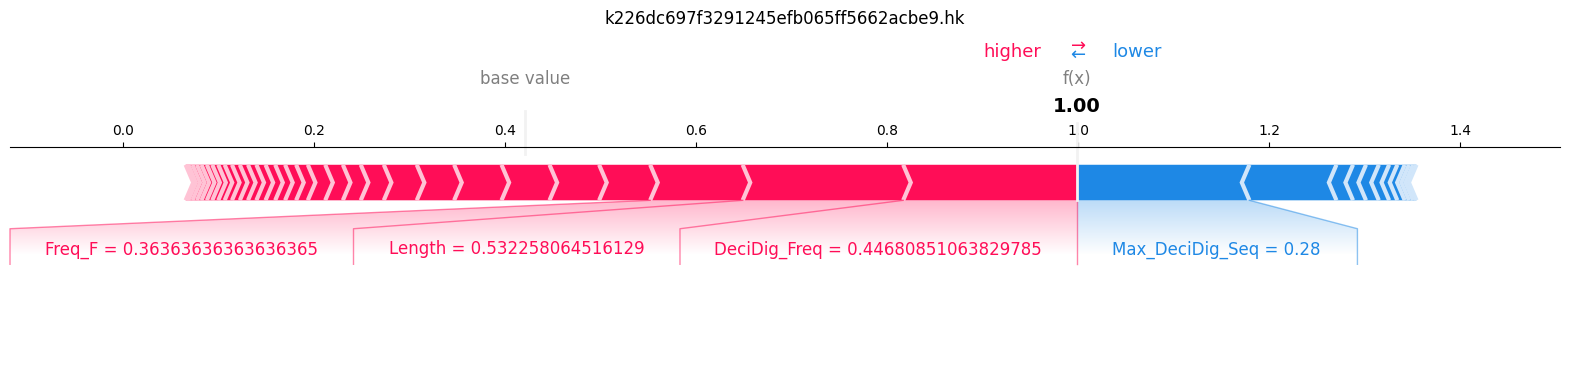 k226dc697f3291245efb065ff5662acbe9.hk
higher ⇄ lower
base value f(x)
1.00
0.0 0.2 0.4 0.6 0.8 1.0 1.2 1.4
Freq_F = 0.36363636363636365 Length = 0.532258064516129 DeciDig_Freq = 0.44680851063829785 Max_DeciDig_Seq = 0.28